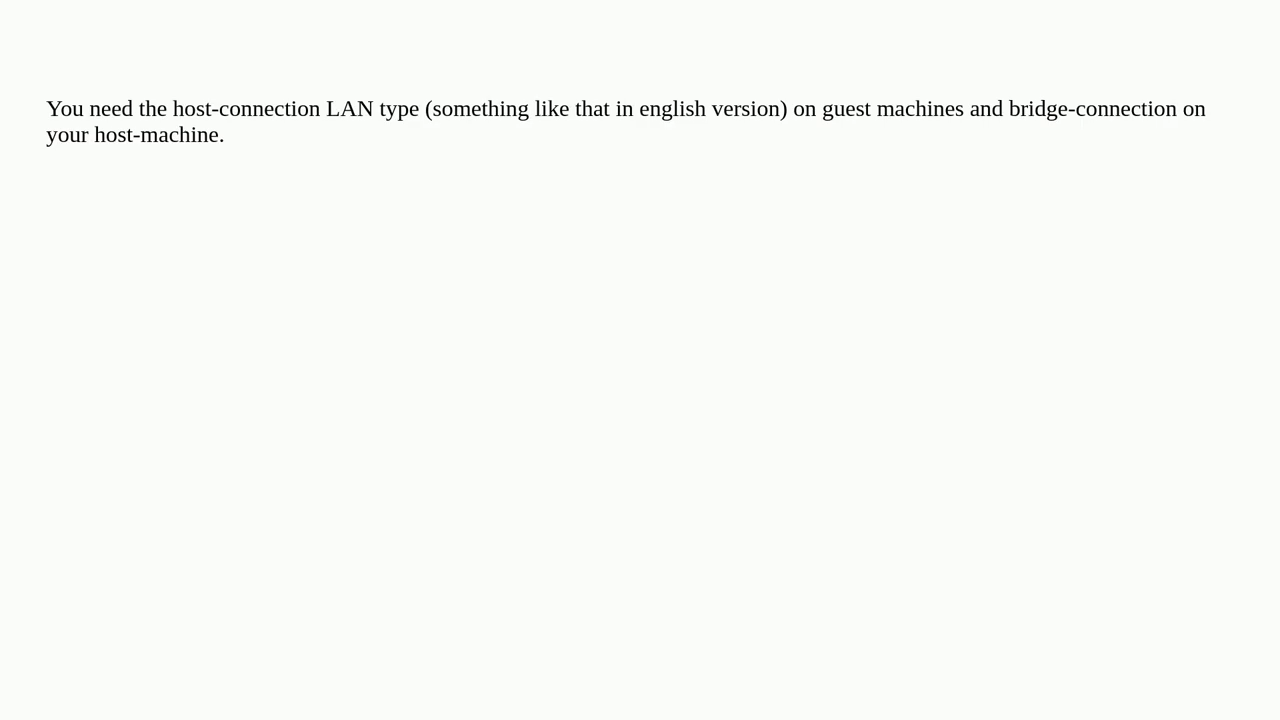 You need the host-connection LAN type (something like that in english version) on guest machines and bridge-connection on
your host-machine.